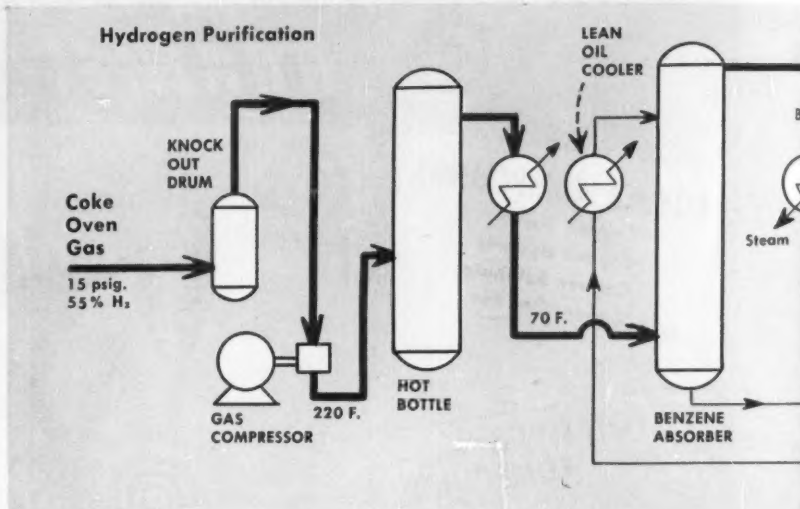 Hydrogen Purification
LEAN
OIL
COOLER
KNOCK
OUT
DRUM
Coke
Oven
Gas
15 psig.
55% H₂
Steam
70 F.
220 F.
GAS
COMPRESSOR
HOT
BOTTLE
BENZENE
ABSORBER